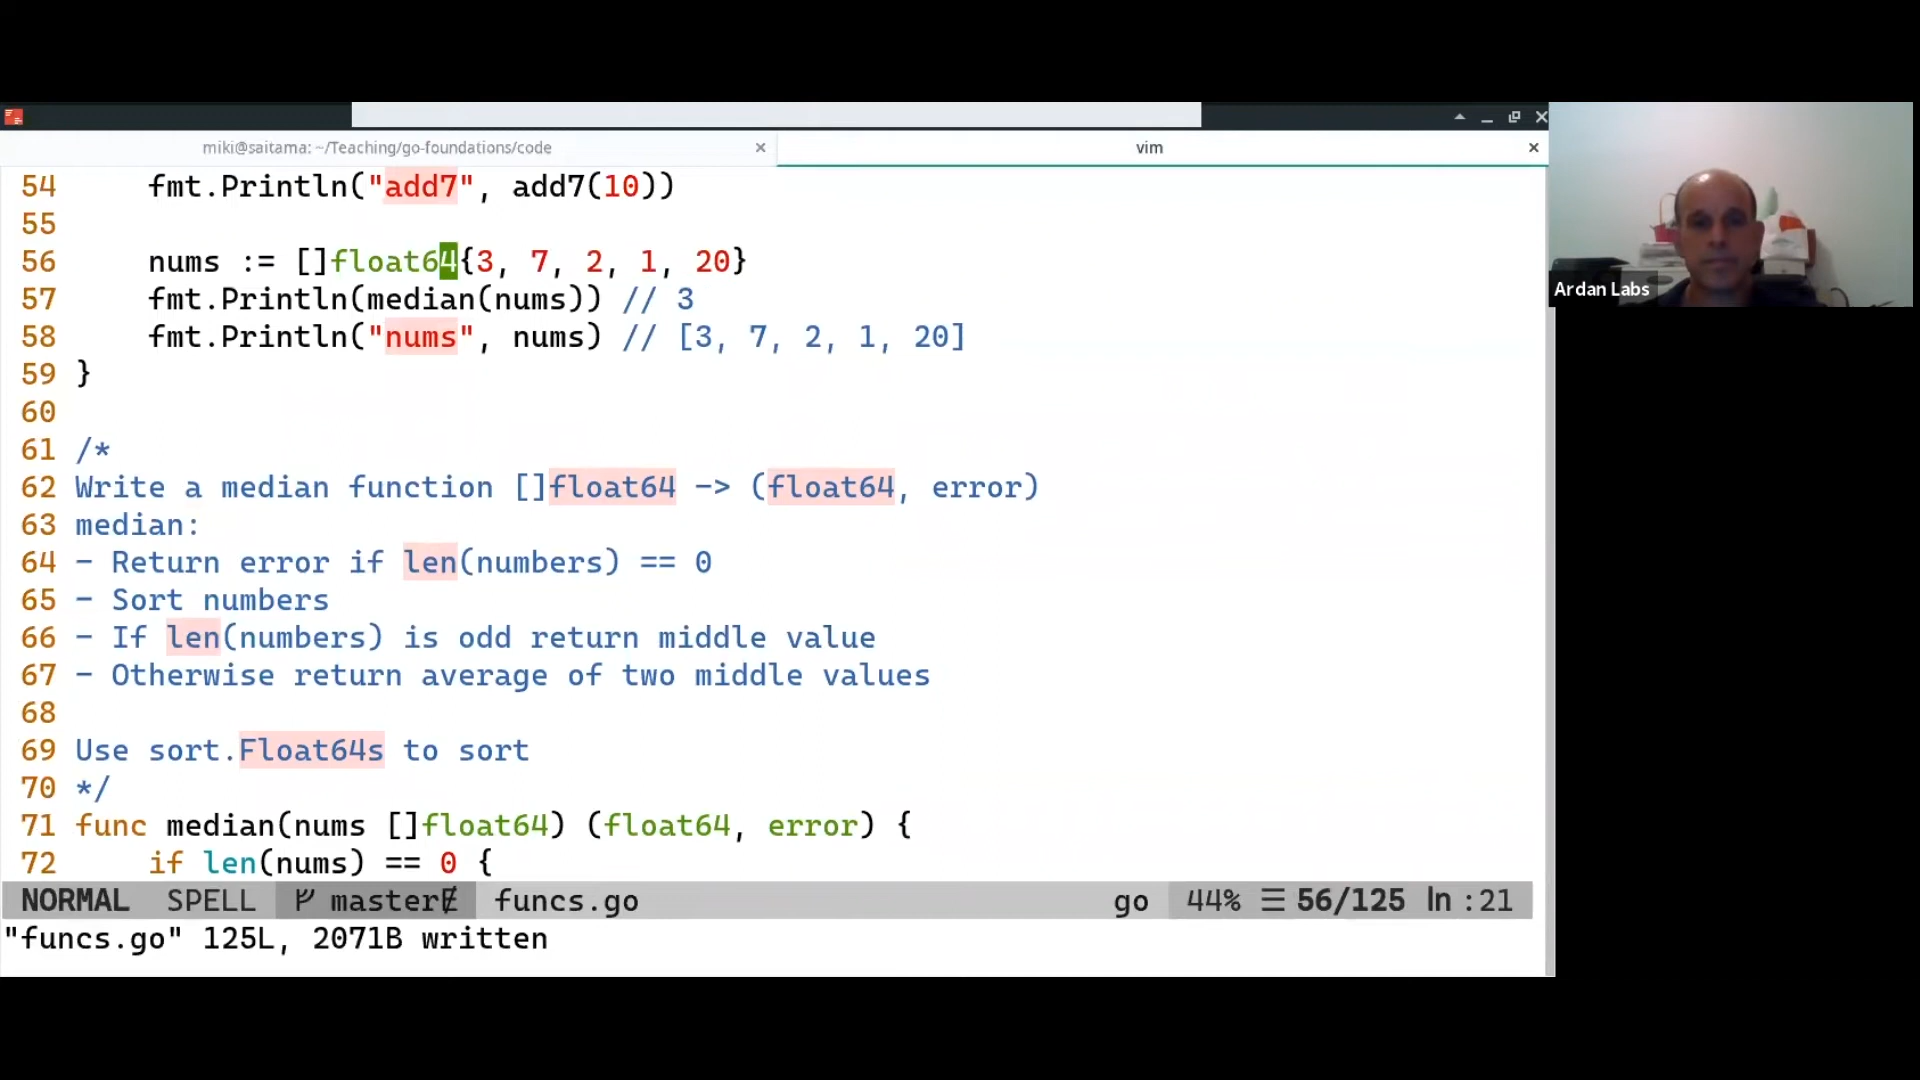 miki@saitama: ~/Teaching/go-foundations/code
vim
54 fmt.Println("add7", add7(10))
55
56 nums := []float64{3, 7, 2, 1, 20}
57 fmt.Println(median(nums)) // 3
58 fmt.Println("nums", nums) // [3, 7, 2, 1, 20]
59 }
60
61 /*
62 Write a median function []float64 -> (float64, error)
63 median:
64 - Return error if len(numbers) == 0
65 - Sort numbers
66 - If len(numbers) is odd return middle value
67 - Otherwise return average of two middle values
68
69 Use sort.Float64s to sort
70 */
71 func median(nums []float64) (float64, error) {
72 if len(nums) == 0 {
NORMAL SPELL master funcs.go go 44% ☰ 56/125 ln :21
"funcs.go" 125L, 2071B written
Ardan Labs